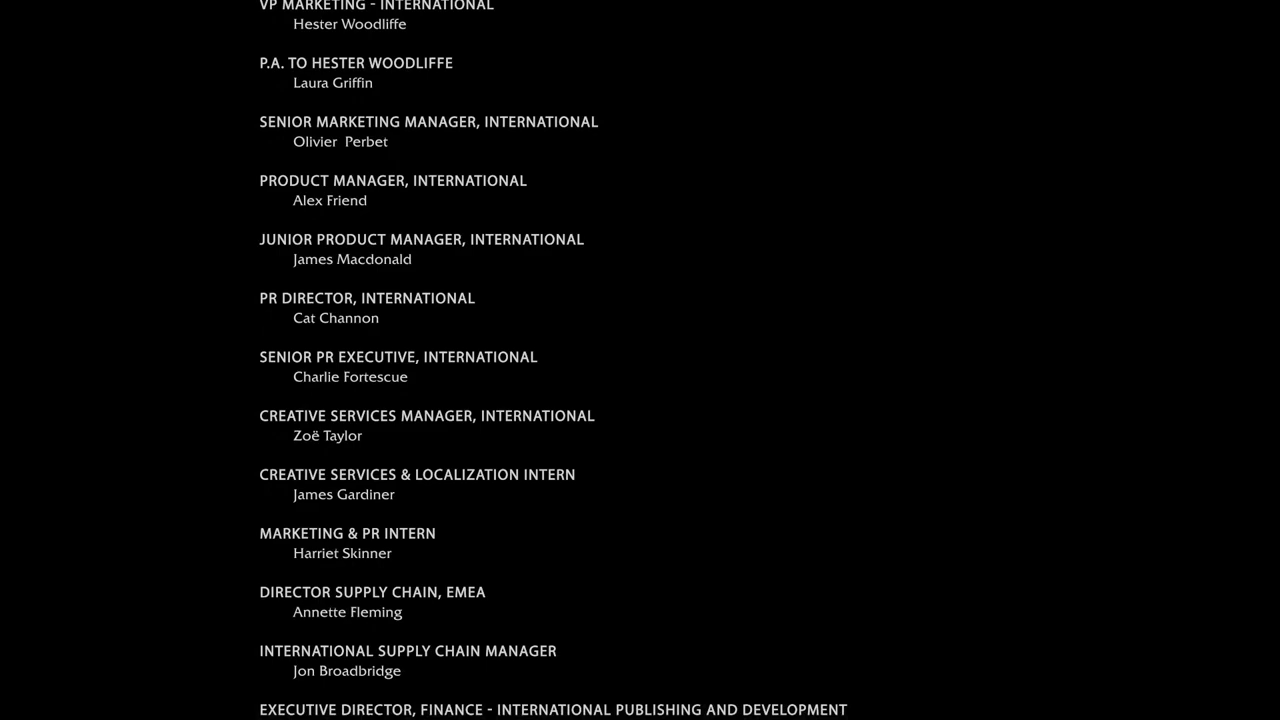 VP MARKETING - INTERNATIONAL
Hester Woodliffe
P.A. TO HESTER WOODLIFFE
Laura Griffin
SENIOR MARKETING MANAGER, INTERNATIONAL
Olivier  Perbet
PRODUCT MANAGER, INTERNATIONAL
Alex Friend
JUNIOR PRODUCT MANAGER, INTERNATIONAL
James Macdonald
PR DIRECTOR, INTERNATIONAL
Cat Channon
SENIOR PR EXECUTIVE, INTERNATIONAL
Charlie Fortescue
CREATIVE SERVICES MANAGER, INTERNATIONAL
Zoë Taylor
CREATIVE SERVICES & LOCALIZATION INTERN
James Gardiner
MARKETING & PR INTERN
Harriet Skinner
DIRECTOR SUPPLY CHAIN, EMEA
Annette Fleming
INTERNATIONAL SUPPLY CHAIN MANAGER
Jon Broadbridge
EXECUTIVE DIRECTOR, FINANCE - INTERNATIONAL PUBLISHING AND DEVELOPMENT